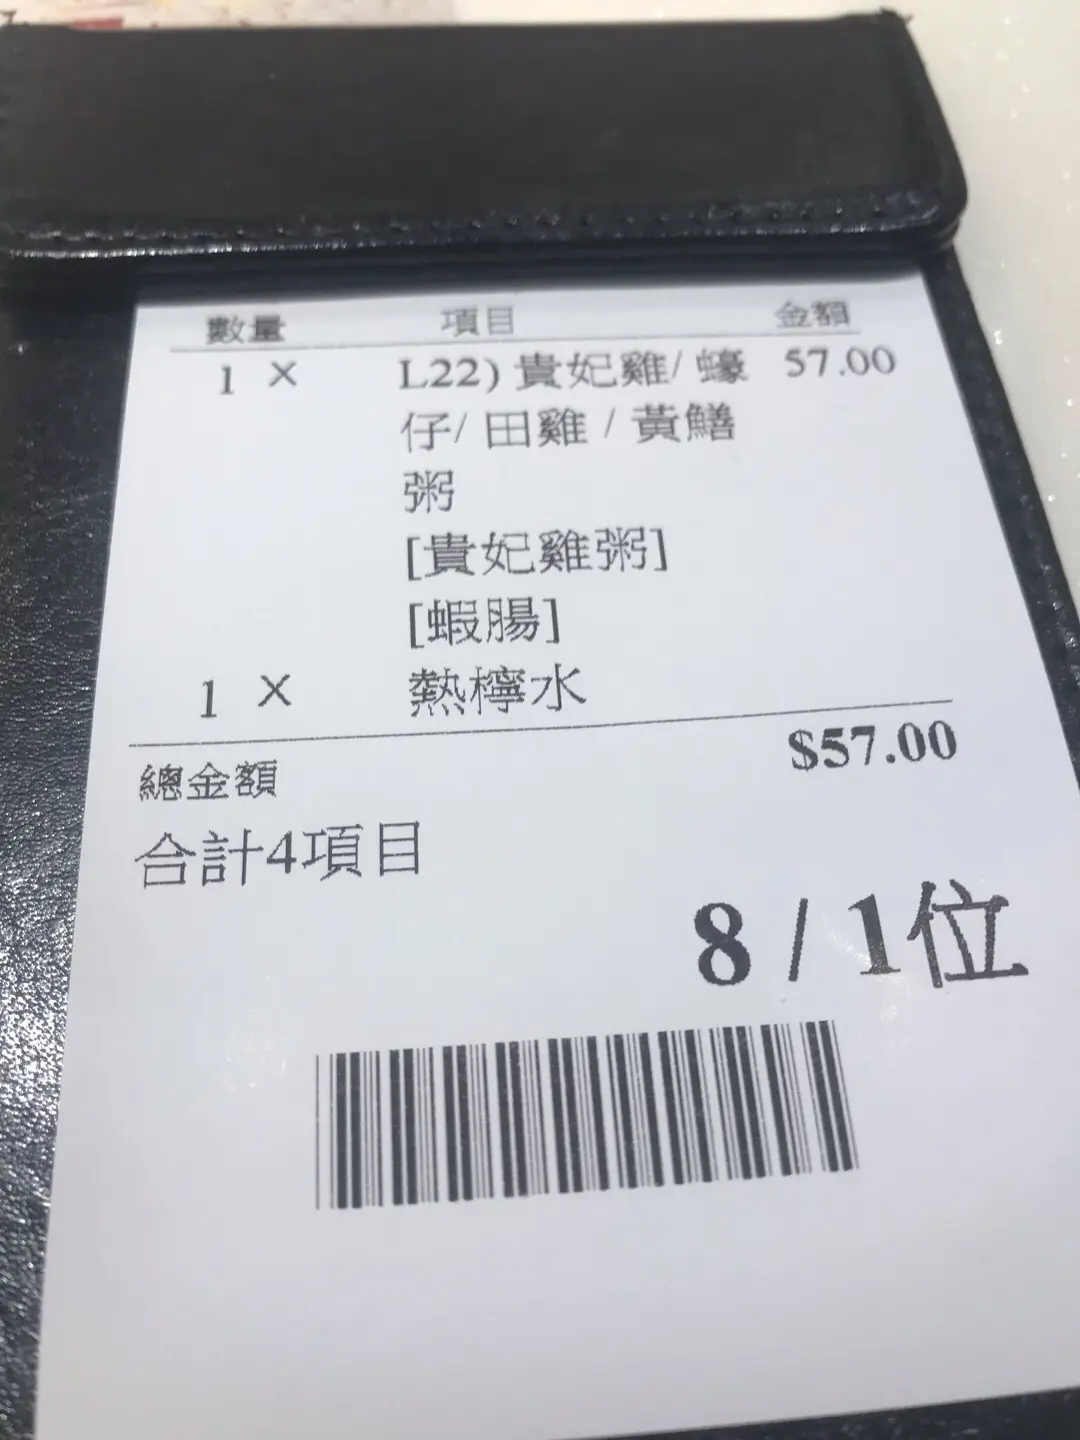 數量 項目 金額
1 X L22) 貴妃雞/ 蠔 57.00
仔/ 田雞 / 黃鱔
粥
[貴妃雞粥]
[蝦腸]
1 X 熱檸水
總金額 $57.00
合計4項目
8 / 1位